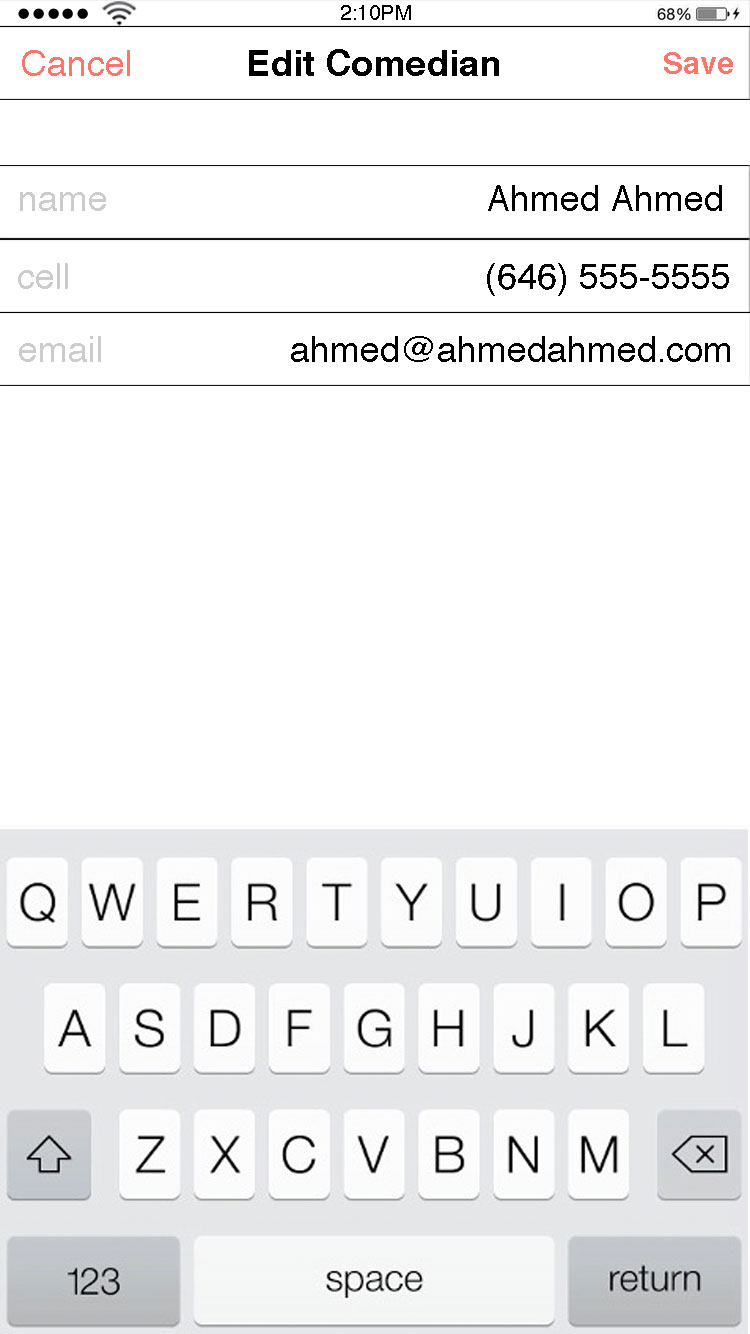 2:10PM 68%
Cancel Edit Comedian Save
name Ahmed Ahmed
cell (646) 555-5555
email ahmed@ahmedahmed.com
Q W E R T Y U I O P
A S D F G H J K L
Z X C V B N M
123 space return